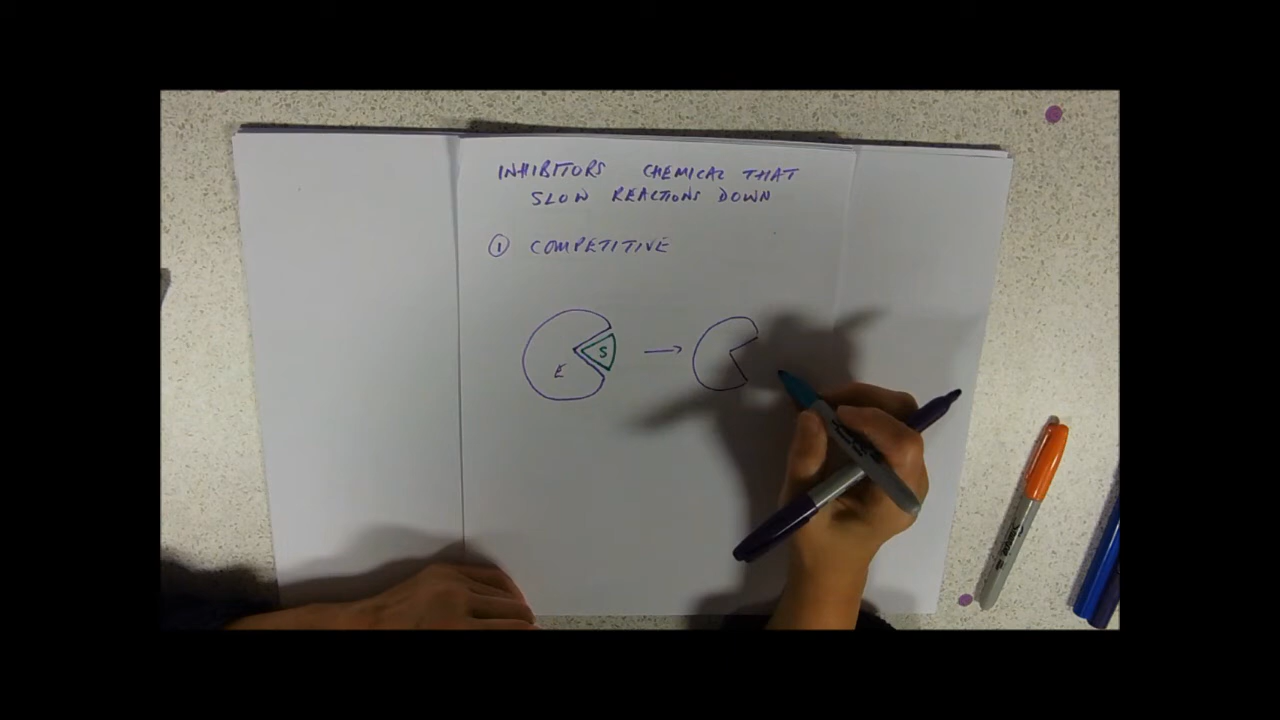 INHIBITORS CHEMICAL THAT
SLOW REACTIONS DOWN
① COMPETITIVE
E S